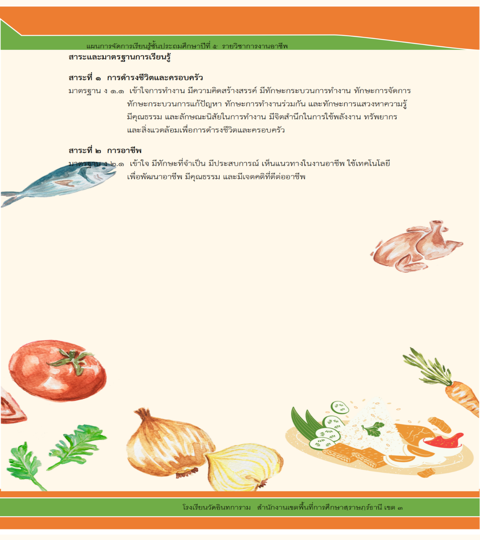 แผนการจัดการเรียนรู้ชั้นประถมศึกษาปีที่ ๕ รายวิชาการงานอาชีพ
สาระและมาตรฐานการเรียนรู้
สาระที่ ๑ การดำรงชีวิตและครอบครัว
มาตรฐาน ง ๑.๑ เข้าใจการทำงาน มีความคิดสร้างสรรค์ มีทักษะกระบวนการทำงาน ทักษะการจัดการ
ทักษะกระบวนการแก้ปัญหา ทักษะการทำงานร่วมกัน และทักษะการแสวงหาความรู้
มีคุณธรรม และลักษณะนิสัยในการทำงาน มีจิตสำนึกในการใช้พลังงาน ทรัพยากร
และสิ่งแวดล้อมเพื่อการดำรงชีวิตและครอบครัว
สาระที่ ๒ การอาชีพ
มาตรฐาน ง ๒.๑ เข้าใจ มีทักษะที่จำเป็น มีประสบการณ์ เห็นแนวทางในงานอาชีพ ใช้เทคโนโลยี
เพื่อพัฒนาอาชีพ มีคุณธรรม และมีเจตคติที่ดีต่ออาชีพ
โรงเรียนวัดอินทการาม สำนักงานเขตพื้นที่การศึกษาสุราษฎร์ธานี เขต ๓